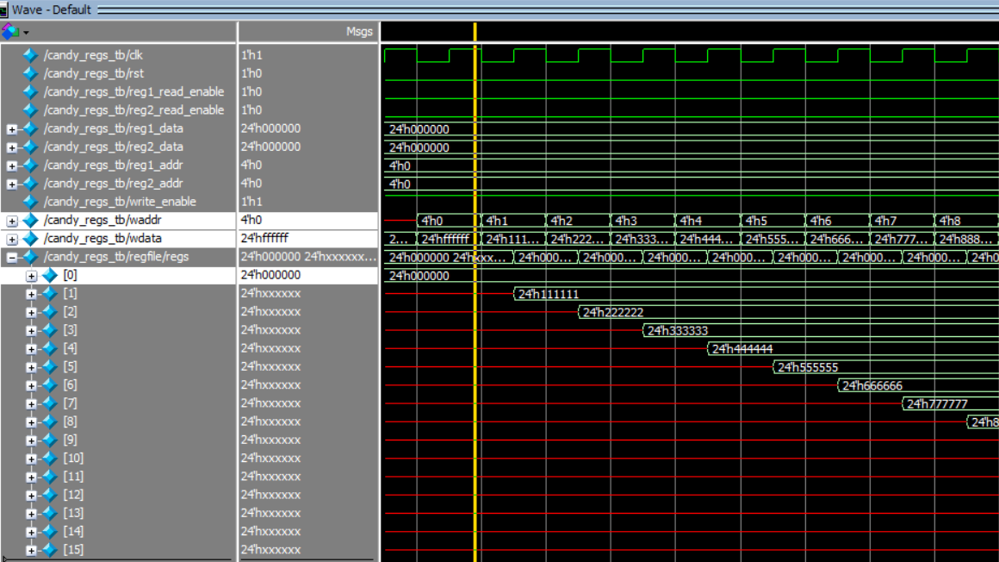 Wave - Default
Msgs
/candy_regs_tb/clk 1'h1
/candy_regs_tb/rst 1'h0
/candy_regs_tb/reg1_read_enable 1'h0
/candy_regs_tb/reg2_read_enable 1'h0
/candy_regs_tb/reg1_data 24'h000000 24'h000000
/candy_regs_tb/reg2_data 24'h000000 24'h000000
/candy_regs_tb/reg1_addr 4'h0 4'h0
/candy_regs_tb/reg2_addr 4'h0 4'h0
/candy_regs_tb/write_enable 1'h1
/candy_regs_tb/waddr 4'h0 4'h0 4'h1 4'h2 4'h3 4'h4 4'h5 4'h6 4'h7 4'h8
/candy_regs_tb/wdata 24'hffffff 2... 24'hffffff 24'h111... 24'h222... 24'h333... 24'h444... 24'h555... 24'h666... 24'h777... 24'h888...
/candy_regs_tb/regfile/regs 24'h000000 24'hxxxxxx... 24'h000000 24'hxxx... 24'h000... 24'h000... 24'h000... 24'h000... 24'h000... 24'h000... 24'h000... 24'h0
[0] 24'h000000 24'h000000
[1] 24'hxxxxxx 24'h111111
[2] 24'hxxxxxx 24'h222222
[3] 24'hxxxxxx 24'h333333
[4] 24'hxxxxxx 24'h444444
[5] 24'hxxxxxx 24'h555555
[6] 24'hxxxxxx 24'h666666
[7] 24'hxxxxxx 24'h777777
[8] 24'hxxxxxx 24'h8
[9] 24'hxxxxxx
[10] 24'hxxxxxx
[11] 24'hxxxxxx
[12] 24'hxxxxxx
[13] 24'hxxxxxx
[14] 24'hxxxxxx
[15] 24'hxxxxxx